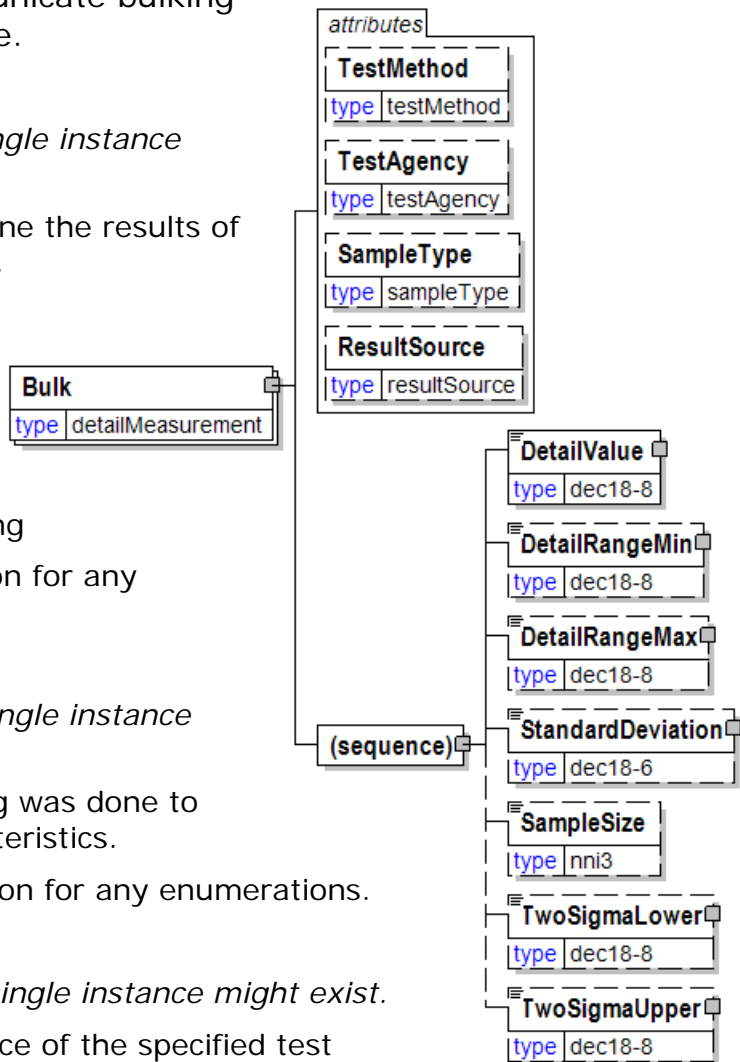 unicate bulking
e.
ngle instance
ne the results of
ng
on for any
ngle instance
g was done to
teristics.
on for any enumerations.
single instance might exist.
ce of the specified test
attributes
TestMethod
type testMethod
TestAgency
type testAgency
SampleType
type sampleType
ResultSource
type resultSource
Bulk
type detailMeasurement
(sequence)
DetailValue
type dec18-8
DetailRangeMin
type dec18-8
DetailRangeMax
type dec18-8
StandardDeviation
type dec18-6
SampleSize
type nni3
TwoSigmaLower
type dec18-8
TwoSigmaUpper
type dec18-8